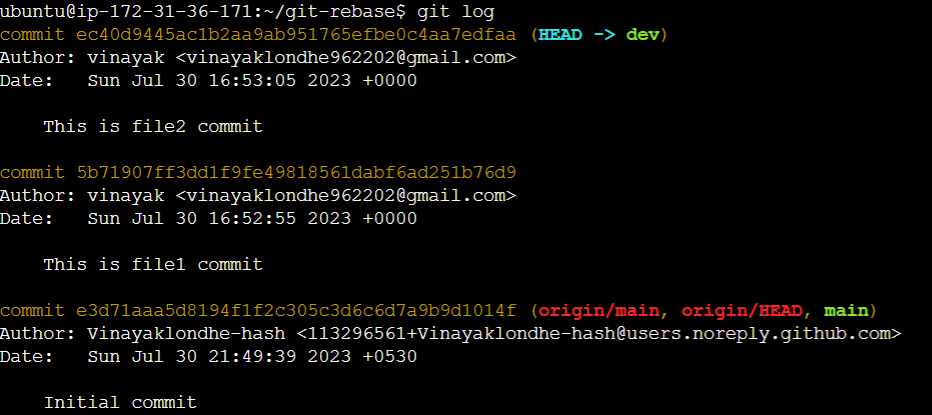 ubuntu@ip-172-31-36-171:~/git-rebase$ git log
commit ec40d9445ac1b2aa9ab951765efbe0c4aa7edfaa (HEAD -> dev)
Author: vinayak <vinayaklondhe962202@gmail.com>
Date:   Sun Jul 30 16:53:05 2023 +0000
This is file2 commit
commit 5b71907ff3dd1f9fe49818561dabf6ad251b76d9
Author: vinayak <vinayaklondhe962202@gmail.com>
Date:   Sun Jul 30 16:52:55 2023 +0000
This is file1 commit
commit e3d71aaa5d8194f1f2c305c3d6c6d7a9b9d1014f (origin/main, origin/HEAD, main)
Author: Vinayaklondhe-hash <113296561+Vinayaklondhe-hash@users.noreply.github.com>
Date:   Sun Jul 30 21:49:39 2023 +0530
Initial commit